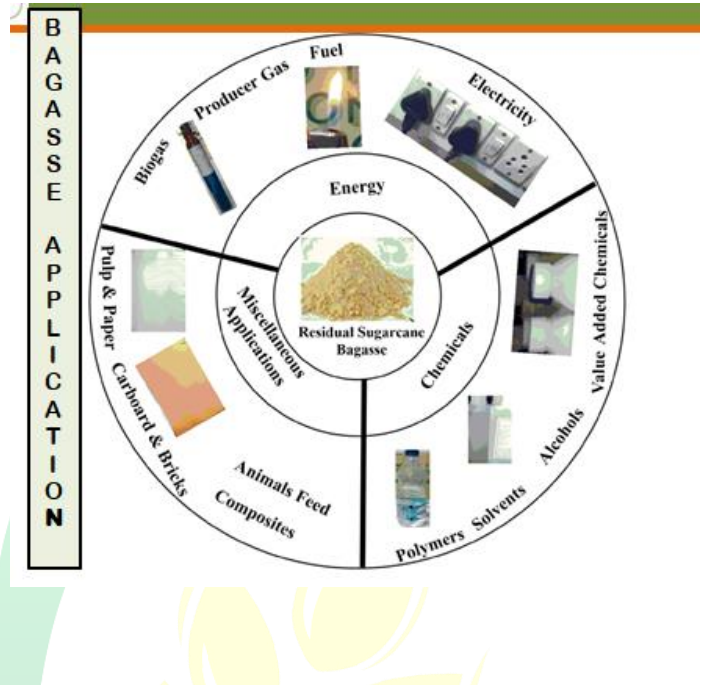 BAGASSE APPLICATION
Biogas
Producer Gas
Fuel
Electricity
Energy
Residual Sugarcane
Bagasse
Miscellaneous
Applications
Chemicals
Pulp & Paper
Carboard & Bricks
Animals Feed
Composites
Value Added Chemicals
Alcohols
Solvents
Polymers